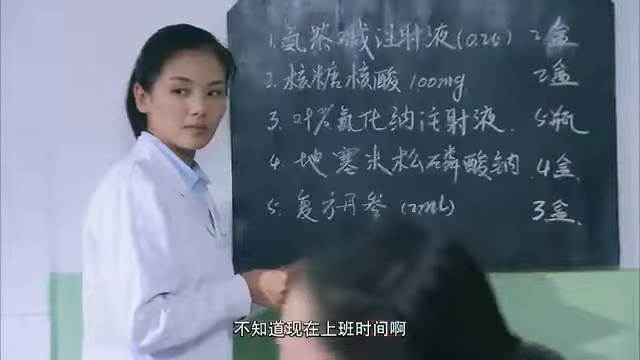 1. 氨茶碱注射液(0.25) 2盒
2. 核糖核酸 100mg 2盒
3. 氯化钠注射液. 5瓶
4. 地塞米松磷酸钠 4盒.
5. 复方丹参 (2mL) 3盒.
不知道现在上班时间啊